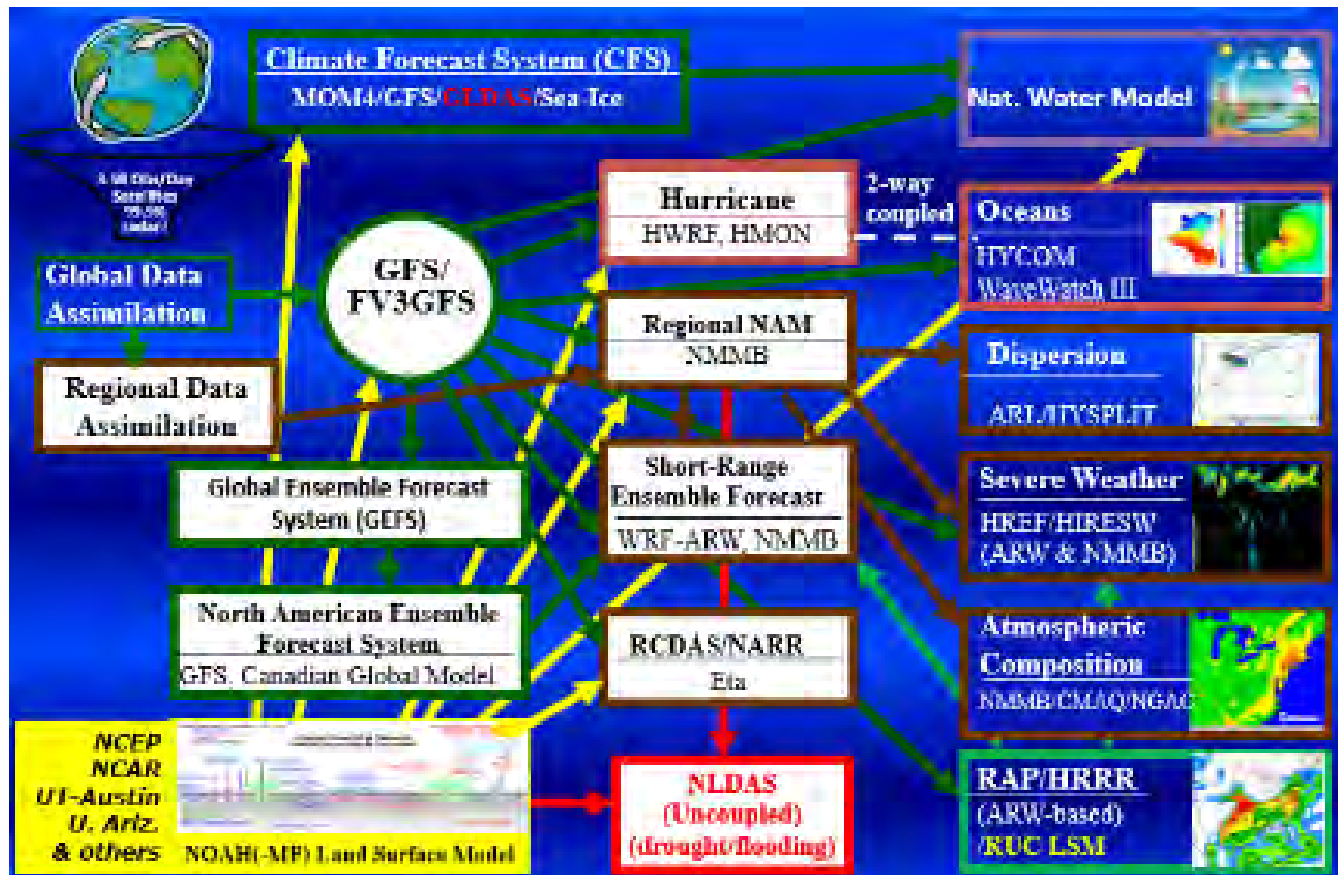 Climate Forecast System (CFS)
MOM4/GFS/GLDAS/Sea-Ice
Nat. Water Model
Global Data
Assimilation
GFS/
FV3GFS
Hurricane
HWRF, HMON
2-way
coupled
Oceans
HYCOM
WaveWatch III
Regional Data
Assimilation
Regional NAM
NMMB
Dispersion
ARL/HYSPLIT
Global Ensemble Forecast
System (GEFS)
Short-Range
Ensemble Forecast
WRF-ARW, NMMB
Severe Weather
HREF/HIRESW
(ARW & NMMB)
North American Ensemble
Forecast System
GFS, Canadian Global Model
RCDAS/NARR
Eta
Atmospheric
Composition
NMMB/CMAQ/NGAC
NCEP
NCAR
UT-Austin
U. Ariz.
& others
NOAH(-MP) Land Surface Model
NLDAS
(Uncoupled)
(drought/flooding)
RAP/HRRR
(ARW-based)
/RUC LSM